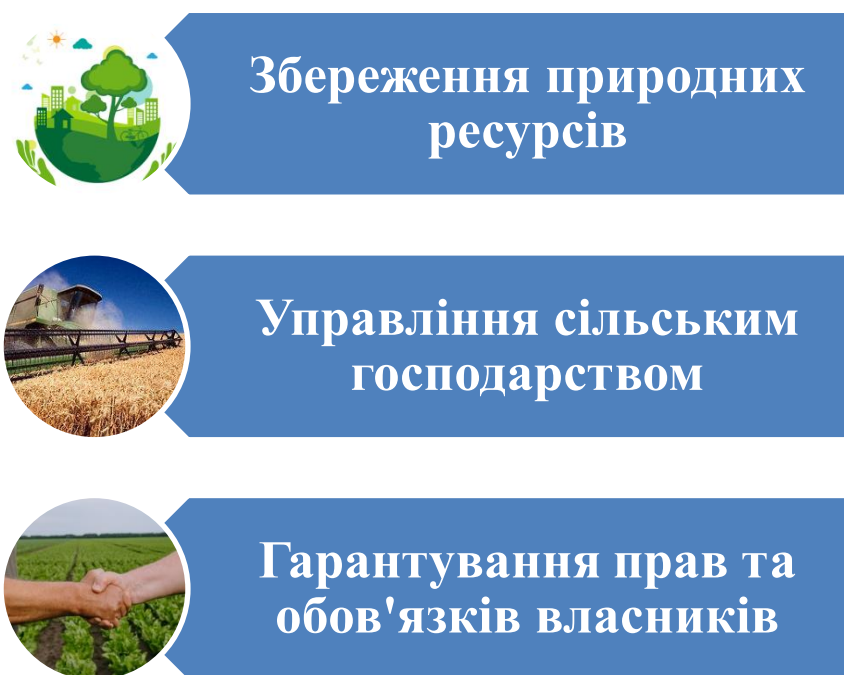 Збереження природних
ресурсів
Управління сільським
господарством
Гарантування прав та
обов'язків власників